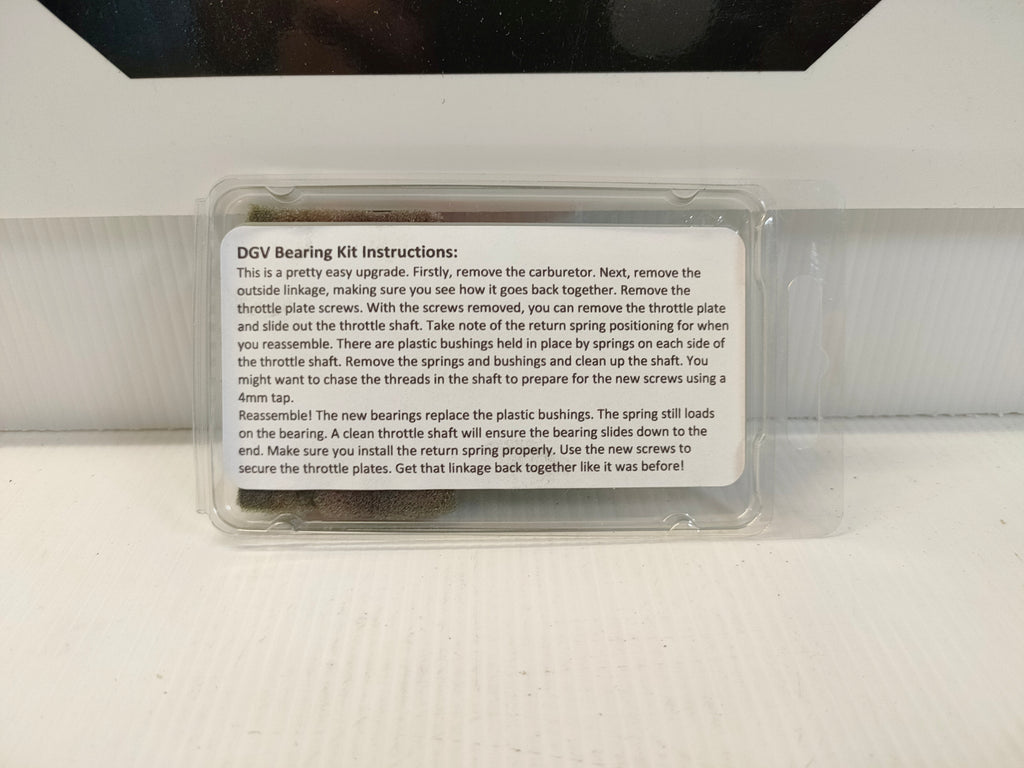 DGV Bearing Kit Instructions:
This is a pretty easy upgrade. Firstly, remove the carburetor. Next, remove the
outside linkage, making sure you see how it goes back together. Remove the
throttle plate screws. With the screws removed, you can remove the throttle plate
and slide out the throttle shaft. Take note of the return spring positioning for when
you reassemble. There are plastic bushings held in place by springs on each side of
the throttle shaft. Remove the springs and bushings and clean up the shaft. You
might want to chase the threads in the shaft to prepare for the new screws using a
4mm tap.
Reassemble! The new bearings replace the plastic bushings. The spring still loads
on the bearing. A clean throttle shaft will ensure the bearing slides down to the
end. Make sure you install the return spring properly. Use the new screws to
secure the throttle plates. Get that linkage back together like it was before!